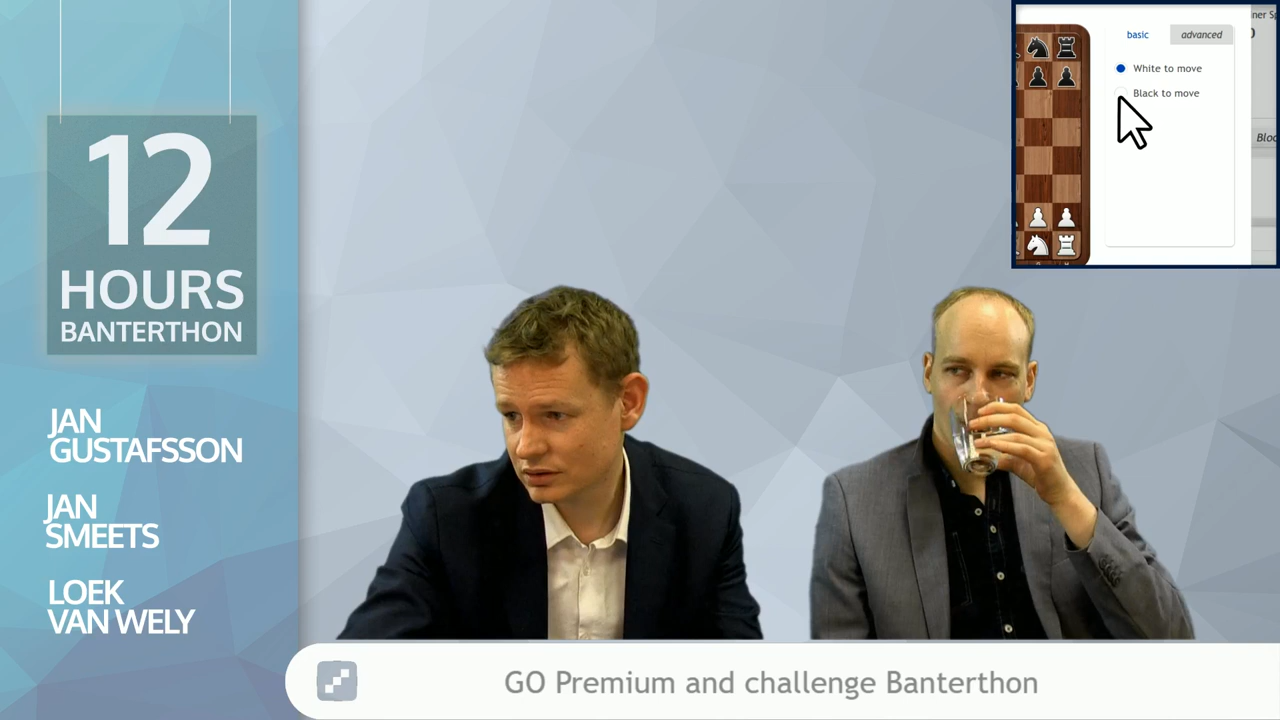 12
HOURS
BANTERTHON
JAN
GUSTAFSSON
JAN
SMEETS
LOEK
VAN WELY
basic
advanced
White to move
Black to move
GO Premium and challenge Banterthon